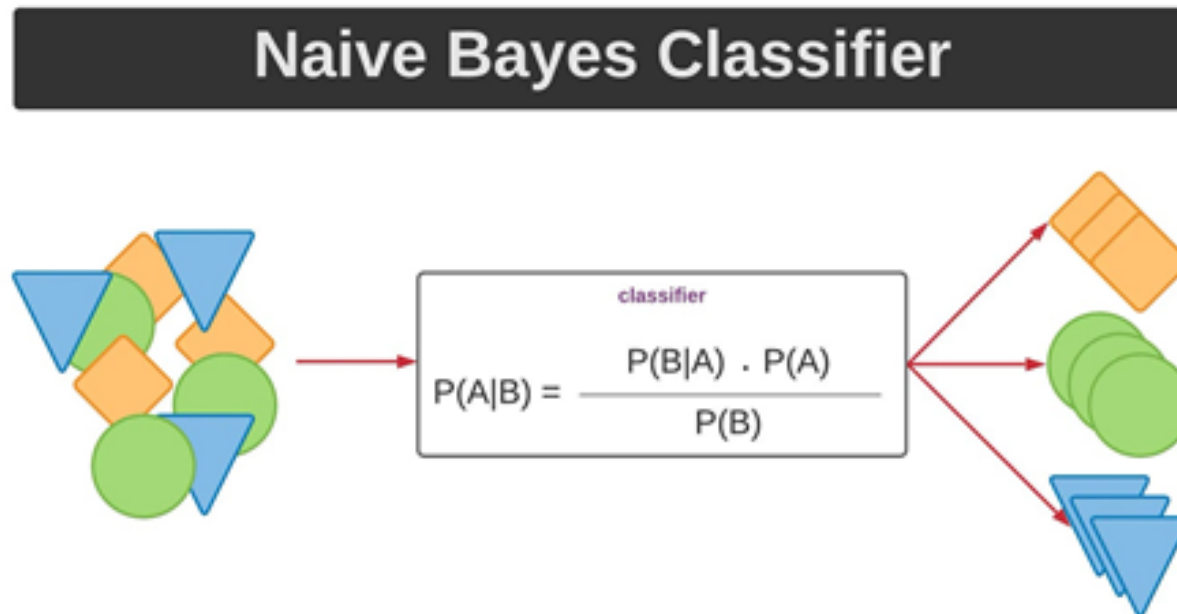 Naive Bayes Classifier
classifier
P(B|A) . P(A)
P(A|B) =
P(B)